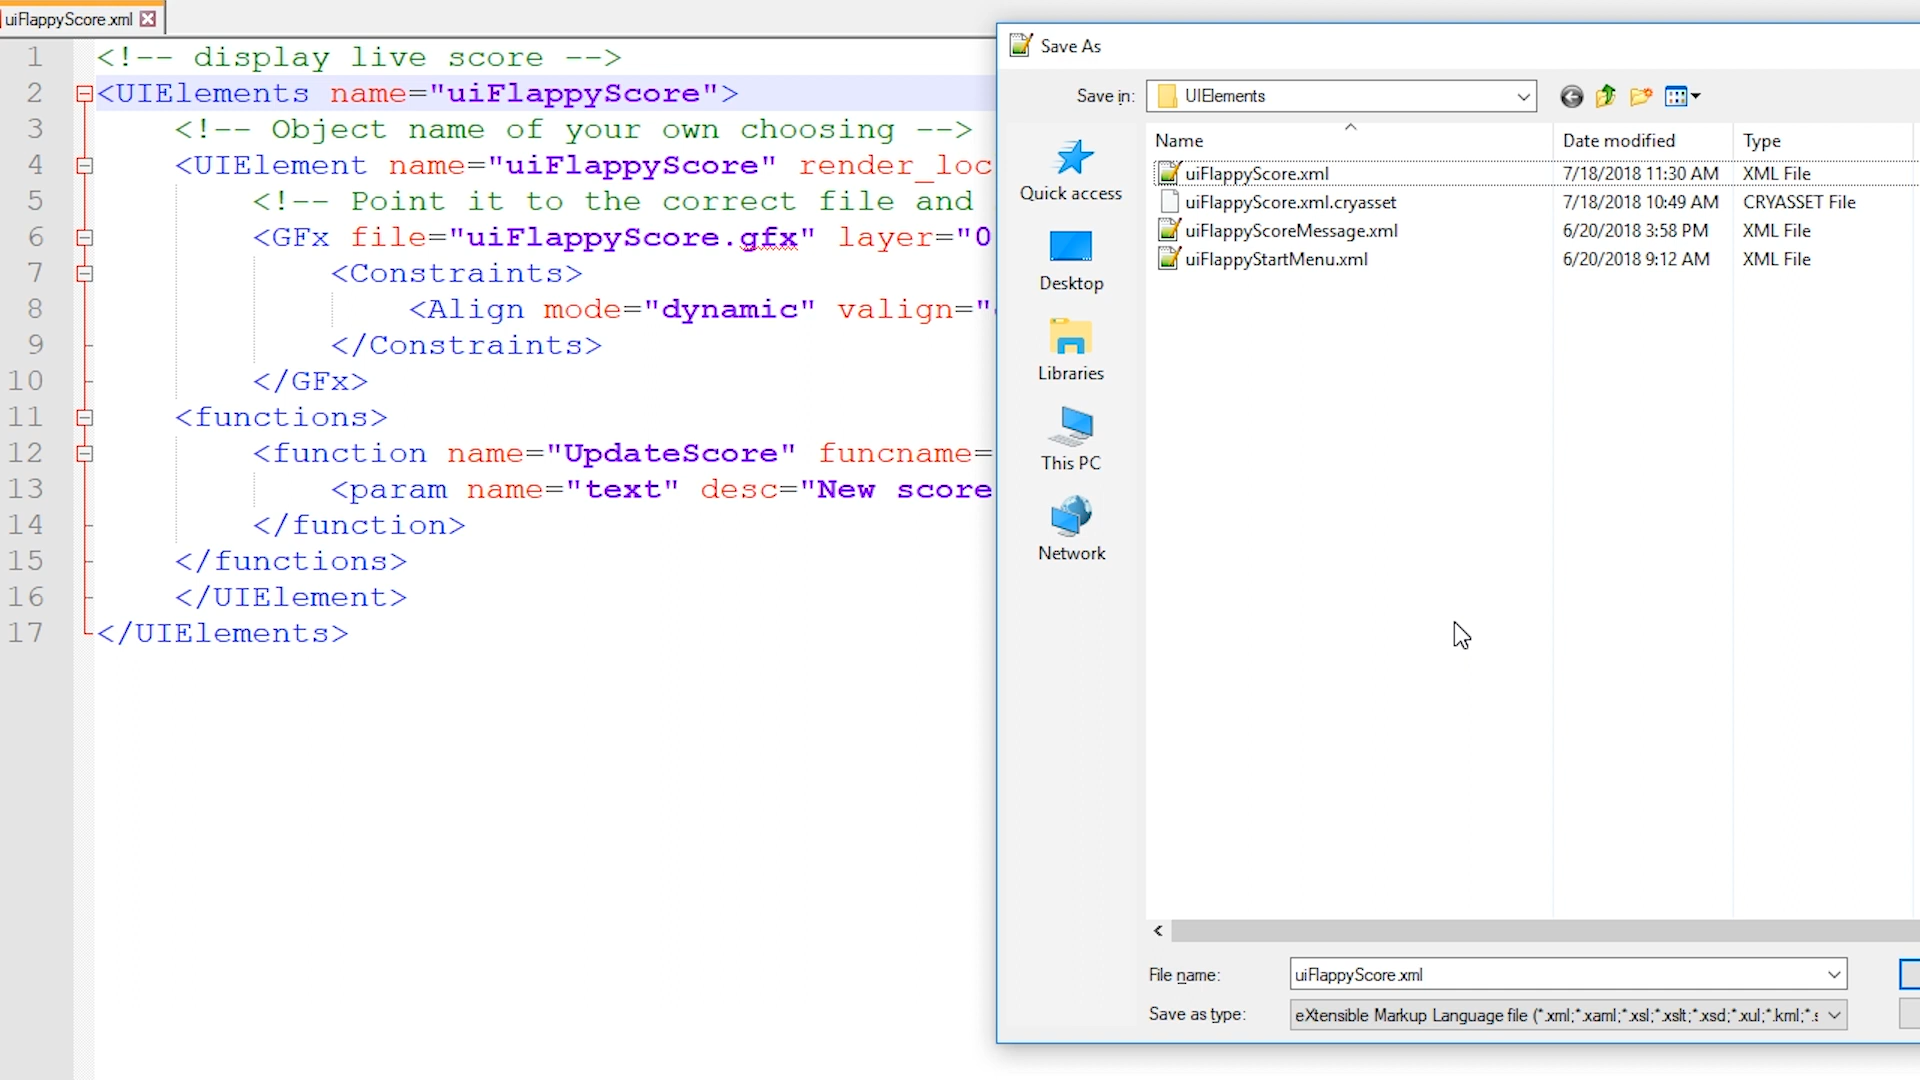 uiFlappyScore.xml
1 <!-- display live score -->
2 <UIElements name="uiFlappyScore">
3 <!-- Object name of your own choosing -->
4 <UIElement name="uiFlappyScore" render_loc
5 <!-- Point it to the correct file and
6 <GFx file="uiFlappyScore.gfx" layer="0
7 <Constraints>
8 <Align mode="dynamic" valign="
9 </Constraints>
10 </GFx>
11 <functions>
12 <function name="UpdateScore" funcname=
13 <param name="text" desc="New score
14 </function>
15 </functions>
16 </UIElement>
17 </UIElements>
Save As
Save in: UIElements
Name Date modified Type
uiFlappyScore.xml 7/18/2018 11:30 AM XML File
uiFlappyScore.xml.cryasset 7/18/2018 10:49 AM CRYASSET File
uiFlappyScoreMessage.xml 6/20/2018 3:58 PM XML File
uiFlappyStartMenu.xml 6/20/2018 9:12 AM XML File
Quick access
Desktop
Libraries
This PC
Network
File name: uiFlappyScore.xml
Save as type: eXtensible Markup Language file (*.xml;*.xaml;*.xsl;*.xslt;*.xsd;*.xul;*.kml;*.s